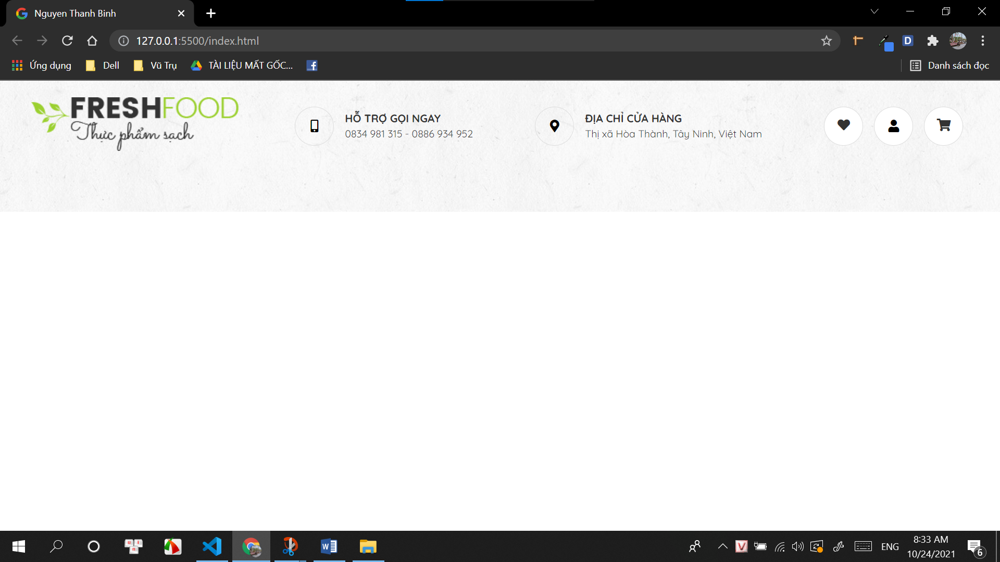 Nguyen Thanh Binh
127.0.0.1:5500/index.html
Ứng dụng
Dell
Vũ Trụ
TÀI LIỆU MẤT GỐC...
Danh sách đọc
FRESHFOOD
Thực phẩm sạch
HỖ TRỢ GỌI NGAY
0834 981 315 - 0886 934 952
ĐỊA CHỈ CỬA HÀNG
Thị xã Hòa Thành, Tây Ninh, Việt Nam
ENG
8:33 AM
10/24/2021
6